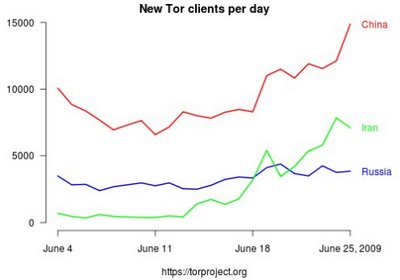 New Tor clients per day
15000
10000
5000
0
China
Iran
Russia
June 4
June 11
June 18
June 25, 2009
https://torproject.org